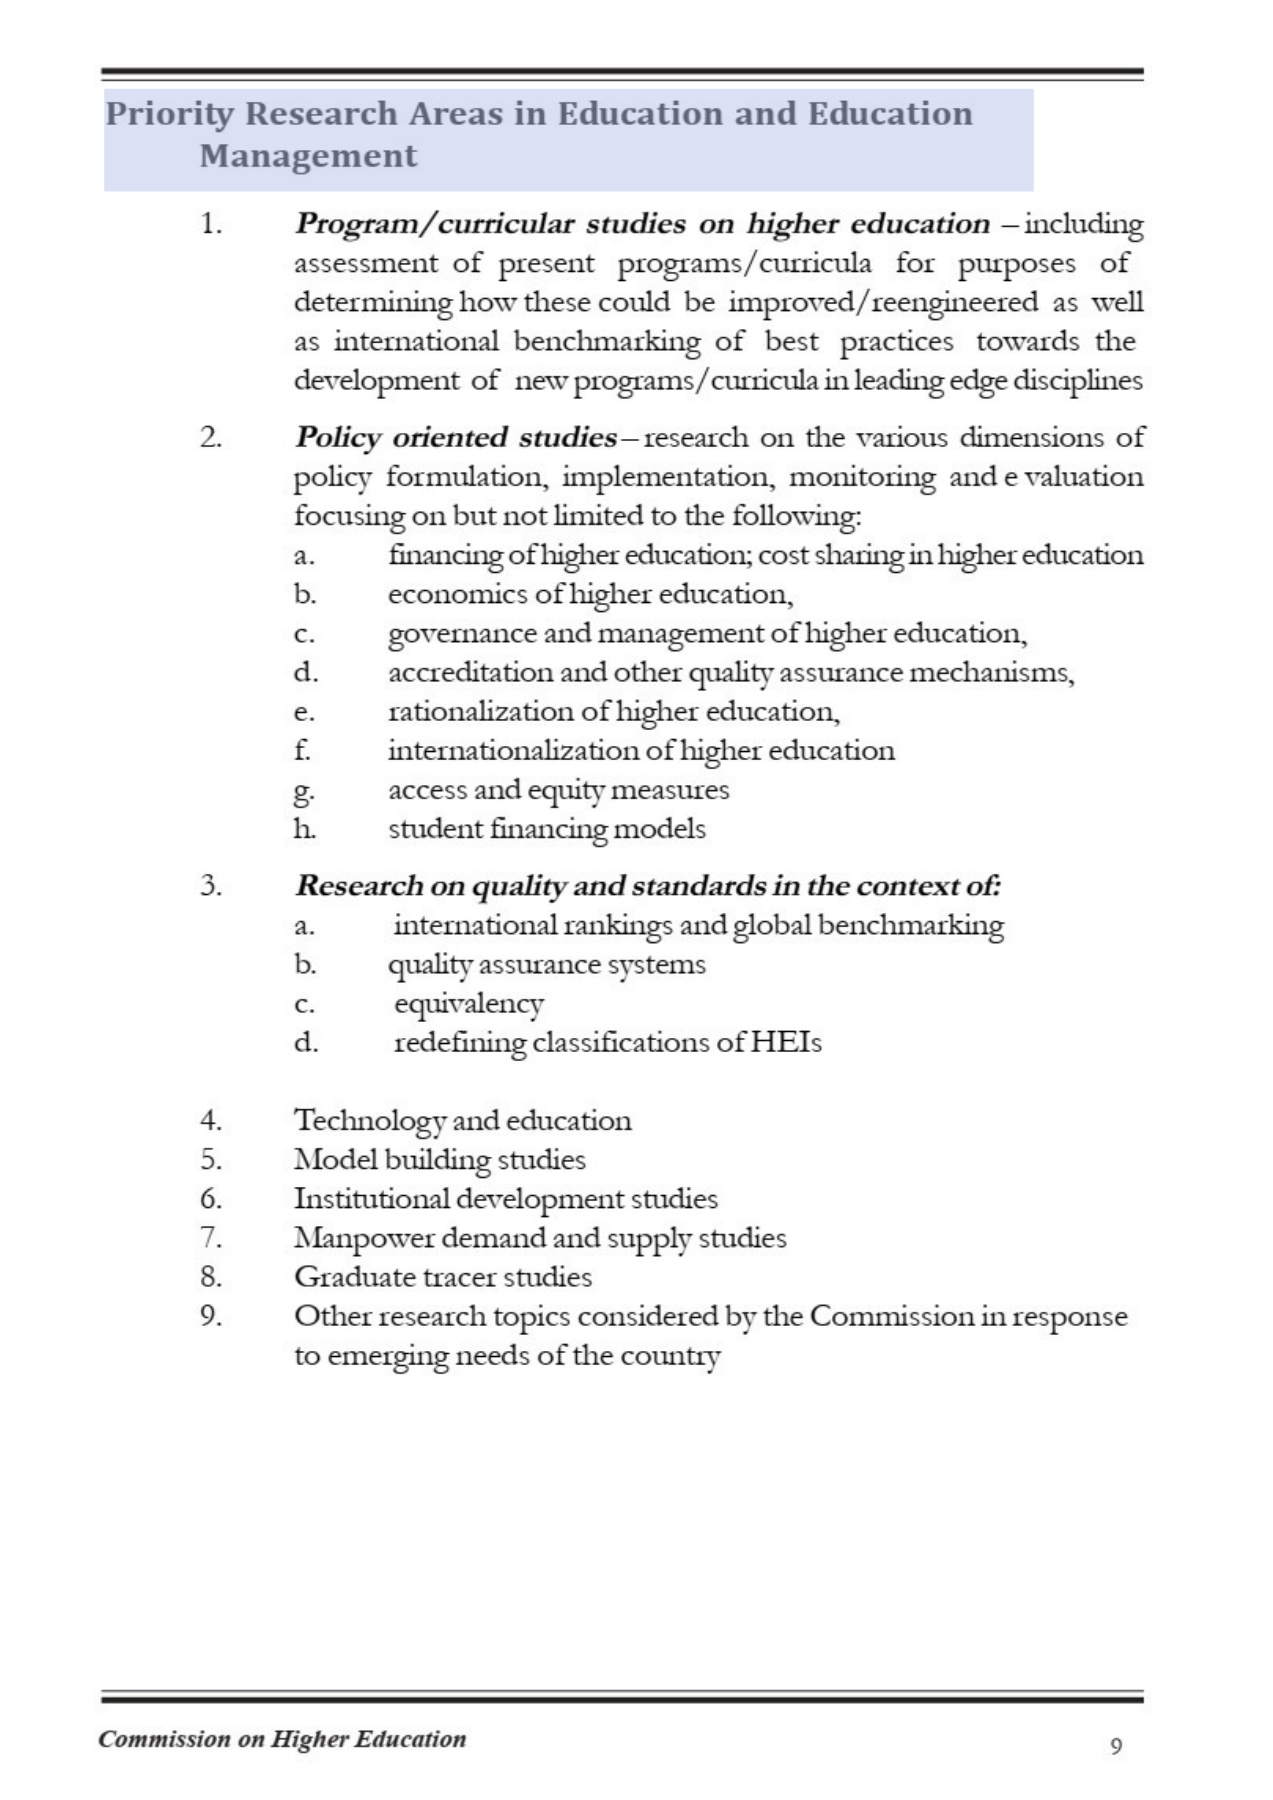 Priority Research Areas in Education and Education
Management
1. Program/curricular studies on higher education – including
assessment of present programs/curricula for purposes of
determining how these could be improved/reengineered as well
as international benchmarking of best practices towards the
development of new programs/curricula in leading edge disciplines
2. Policy oriented studies – research on the various dimensions of
policy formulation, implementation, monitoring and e valuation
focusing on but not limited to the following:
a. financing of higher education; cost sharing in higher education
b. economics of higher education,
c. governance and management of higher education,
d. accreditation and other quality assurance mechanisms,
e. rationalization of higher education,
f. internationalization of higher education
g. access and equity measures
h. student financing models
3. Research on quality and standards in the context of:
a. international rankings and global benchmarking
b. quality assurance systems
c. equivalency
d. redefining classifications of HEIs
4. Technology and education
5. Model building studies
6. Institutional development studies
7. Manpower demand and supply studies
8. Graduate tracer studies
9. Other research topics considered by the Commission in response
to emerging needs of the country
Commission on Higher Education
9